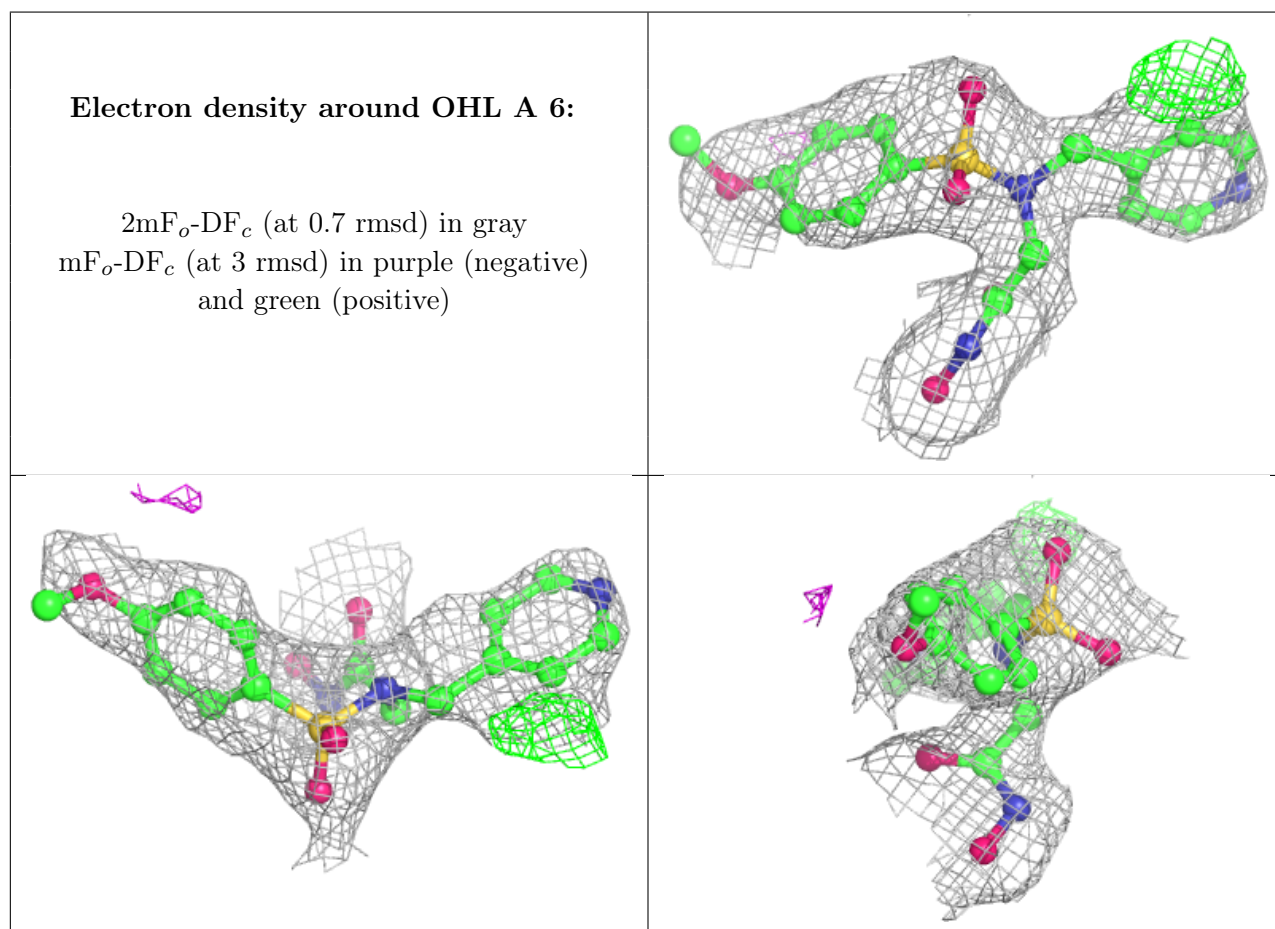 Electron density around OHL A 6:
2mFo-DFc (at 0.7 rmsd) in gray
mFo-DFc (at 3 rmsd) in purple (negative)
and green (positive)